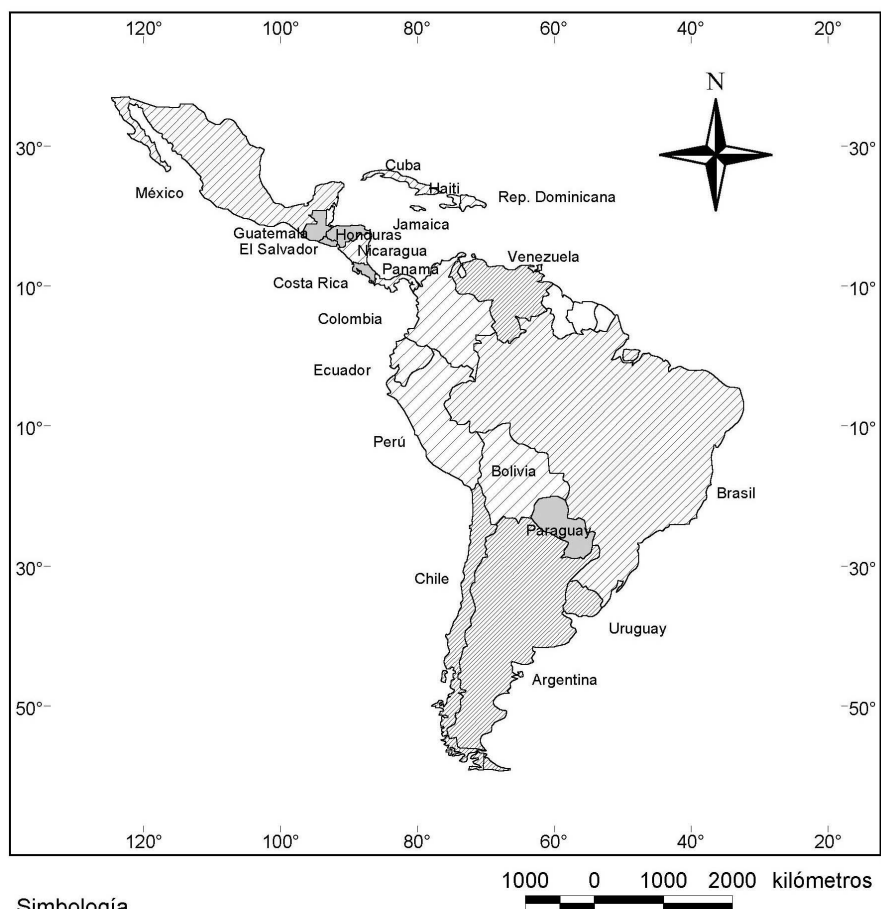 120° 100° 80° 60° 40° 20°
N
30° 30°
Cuba
México
Haiti
Rep. Dominicana
Jamaica
Guatemala Honduras
El Salvador Nicaragua
Venezuela
Costa Rica Panamá
10° 10°
Colombia
Ecuador
10° 10°
Perú
Bolivia
Brasil
Paraguay
30° 30°
Chile
Uruguay
Argentina
50° 50°
120° 100° 80° 60° 40° 20°
1000 0 1000 2000 kilómetros
Simbología